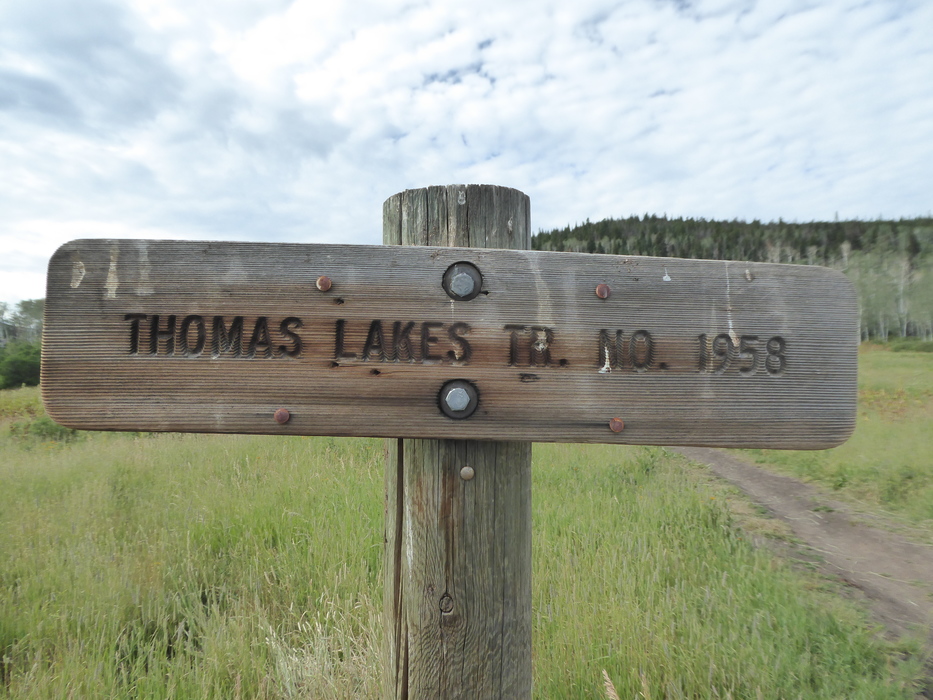 THOMAS LAKES TR. NO. 1958